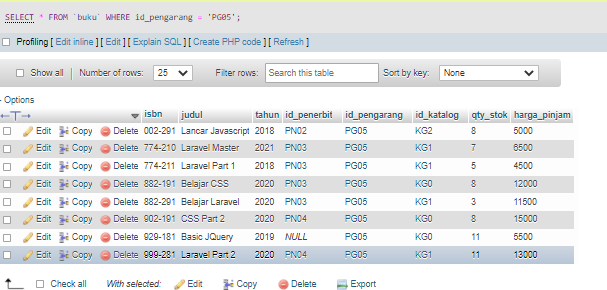 SELECT * FROM `buku` WHERE id_pengarang = 'PG05';
Profiling [ Edit inline ] [ Edit ] [ Explain SQL ] [ Create PHP code ] [ Refresh ]
Show all Number of rows: 25 Filter rows: Search this table Sort by key: None
- Options
←T→ isbn judul tahun id_penerbit id_pengarang id_katalog qty_stok harga_pinjam
Edit Copy Delete 002-291 Lancar Javascript 2018 PN02 PG05 KG2 8 5000
Edit Copy Delete 774-210 Laravel Master 2021 PN03 PG05 KG1 7 6500
Edit Copy Delete 774-211 Laravel Part 1 2018 PN03 PG05 KG1 5 4500
Edit Copy Delete 882-191 Belajar CSS 2020 PN03 PG05 KG0 8 12000
Edit Copy Delete 882-291 Belajar Laravel 2020 PN03 PG05 KG1 3 11500
Edit Copy Delete 902-191 CSS Part 2 2020 PN04 PG05 KG0 8 15000
Edit Copy Delete 929-181 Basic JQuery 2019 NULL PG05 KG0 11 5500
Edit Copy Delete 999-281 Laravel Part 2 2020 PN04 PG05 KG1 11 13000
Check all With selected: Edit Copy Delete Export